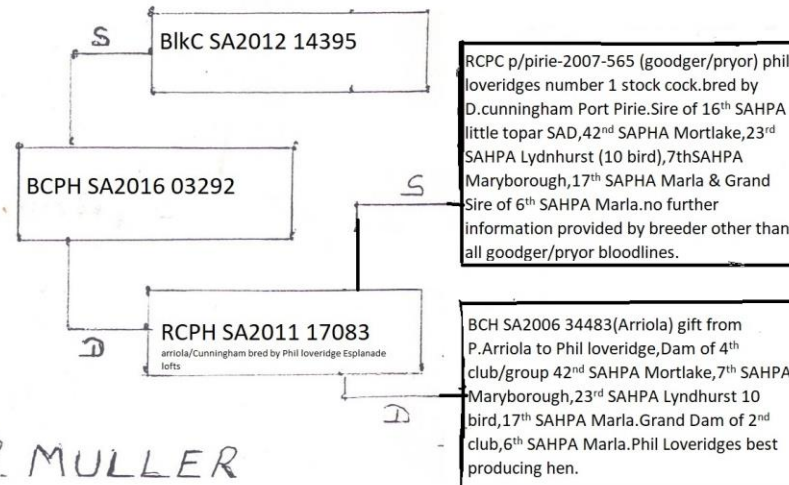 S
BlkC SA2012 14395
BCPH SA2016 03292
D
S
RCPH SA2011 17083
arriola/Cunningham bred by Phil loveridge Esplanade
lofts
D
RCPC p/pirie-2007-565 (goodger/pryor) phil
loveridges number 1 stock cock.bred by
D.cunningham Port Pirie.Sire of 16th SAHPA
little topar SAD,42nd SAPHA Mortlake,23rd
SAHPA Lydnhurst (10 bird),7thSAHPA
Maryborough,17th SAPHA Marla & Grand
Sire of 6th SAHPA Marla.no further
information provided by breeder other than
all goodger/pryor bloodlines.
BCH SA2006 34483(Arriola) gift from
P.Arriola to Phil loveridge,Dam of 4th
club/group 42nd SAHPA Mortlake,7th SAHPA
Maryborough,23rd SAHPA Lyndhurst 10
bird,17th SAHPA Marla.Grand Dam of 2nd
club,6th SAHPA Marla.Phil Loveridges best
producing hen.
MULLER